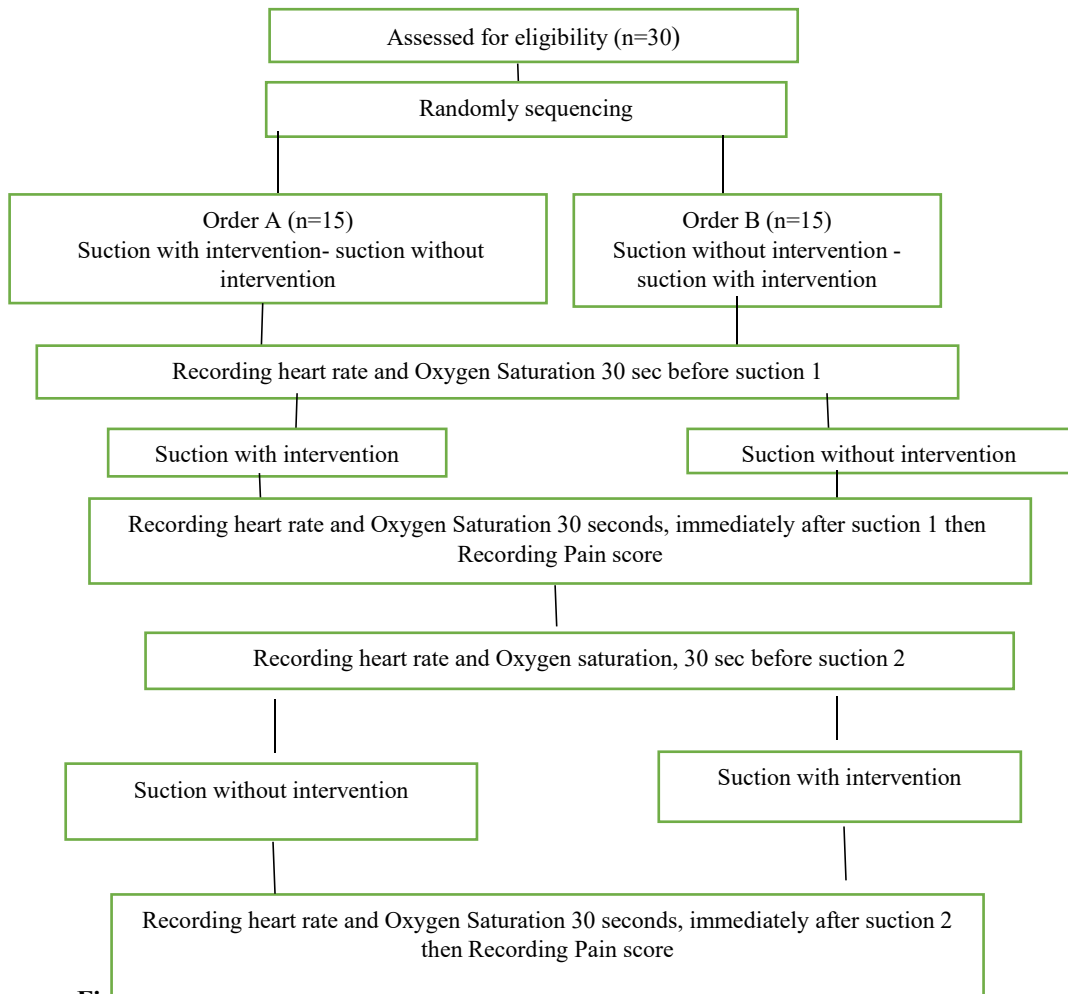 Assessed for eligibility (n=30)
Randomly sequencing
Order A (n=15)
Suction with intervention- suction without
intervention
Order B (n=15)
Suction without intervention -
suction with intervention
Recording heart rate and Oxygen Saturation 30 sec before suction 1
Suction with intervention
Suction without intervention
Recording heart rate and Oxygen Saturation 30 seconds, immediately after suction 1 then
Recording Pain score
Recording heart rate and Oxygen saturation, 30 sec before suction 2
Suction without intervention
Suction with intervention
Recording heart rate and Oxygen Saturation 30 seconds, immediately after suction 2
then Recording Pain score